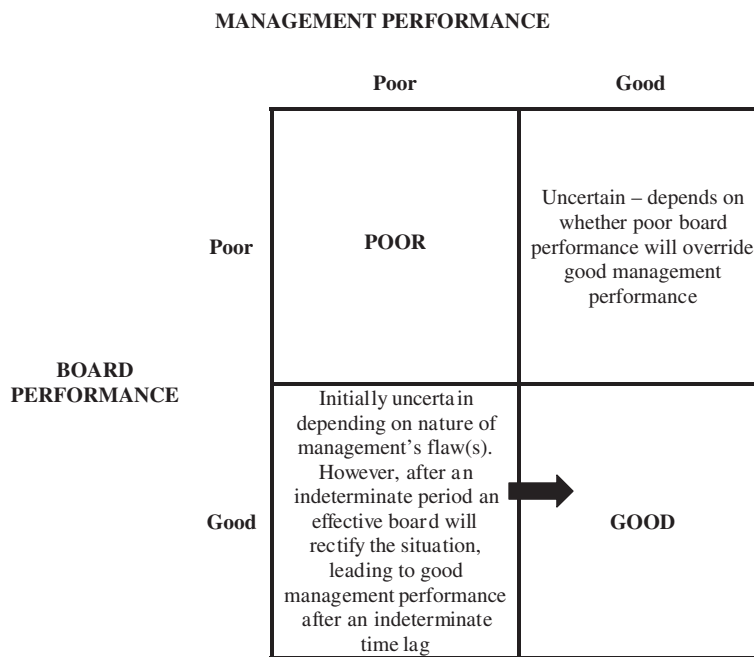 MANAGEMENT PERFORMANCE
Poor
Good
Poor
POOR
Uncertain – depends on
whether poor board
performance will override
good management
performance
BOARD
PERFORMANCE
Good
Initially uncertain
depending on nature of
management’s flaw(s).
However, after an
indeterminate period an
effective board will
rectify the situation,
leading to good
management performance
after an indeterminate
time lag
GOOD